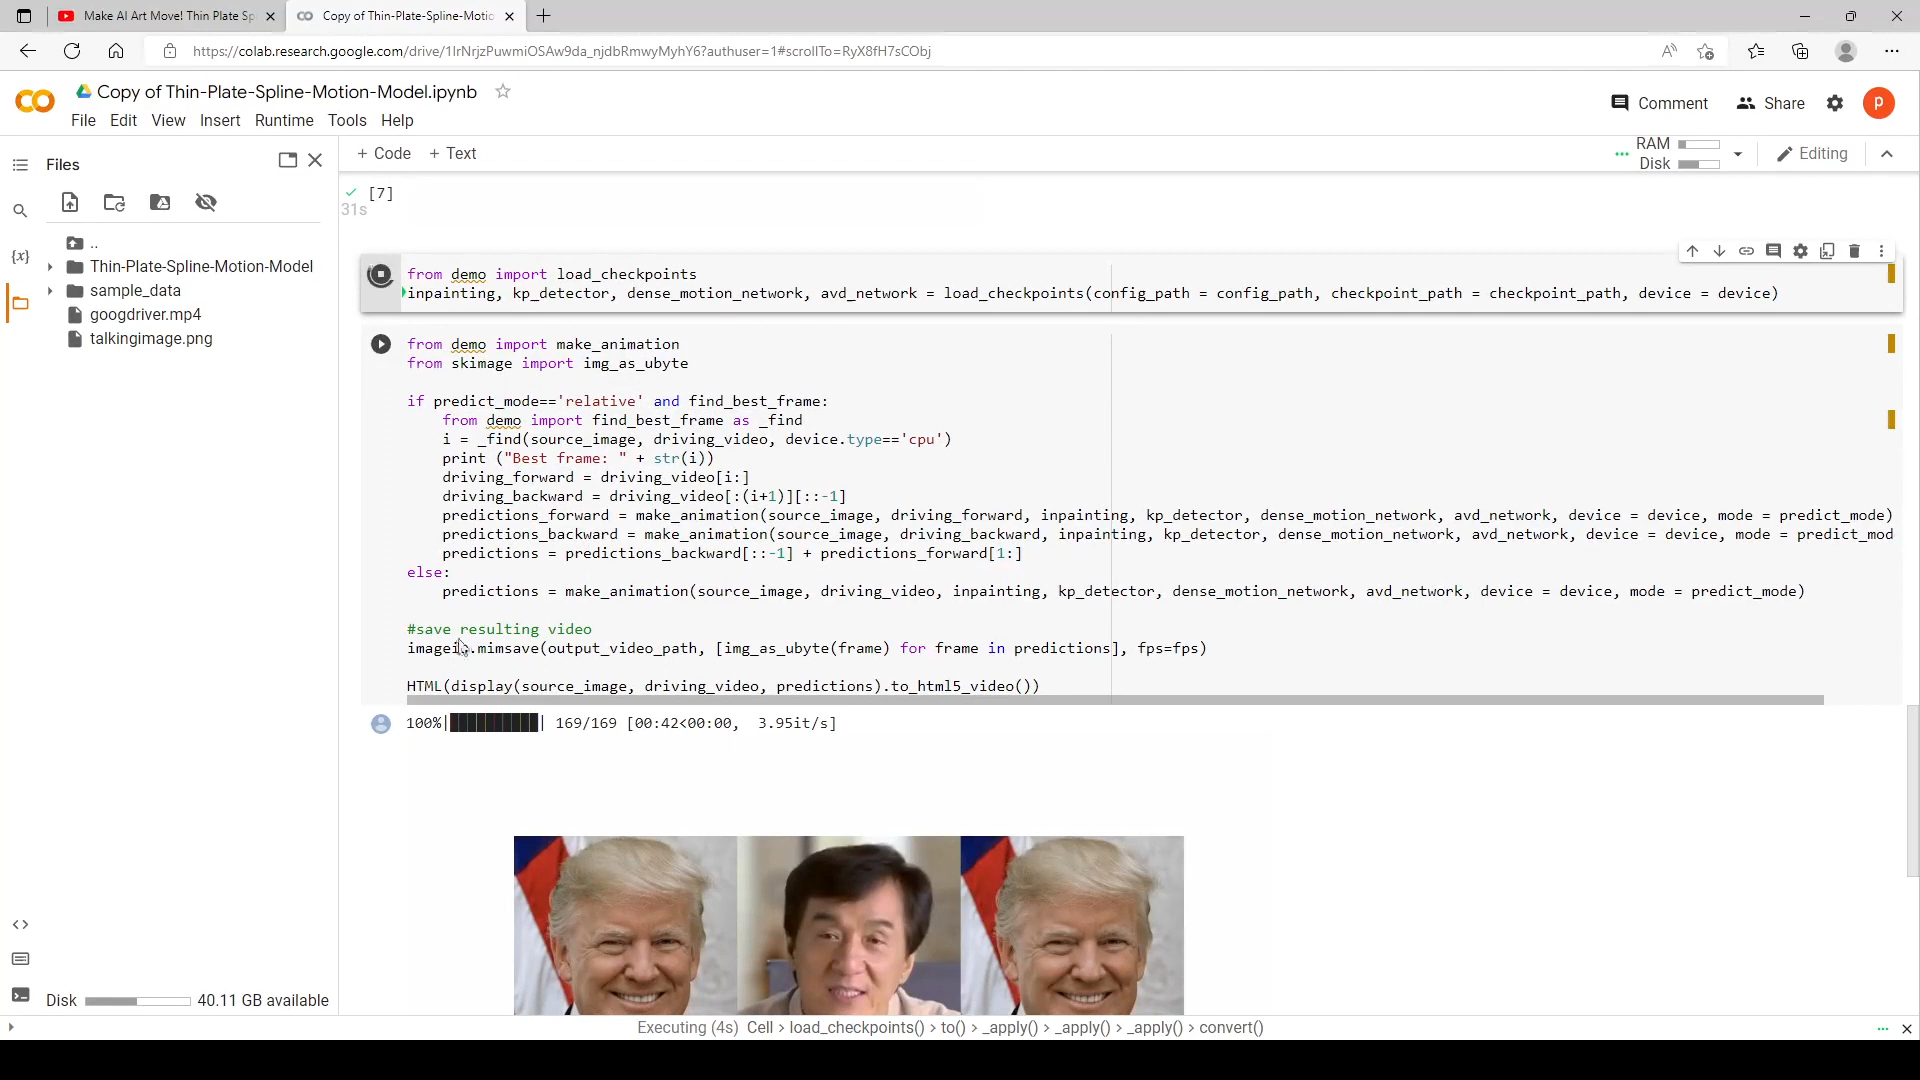 Make AI Art Move! Thin Plate Sp
Copy of Thin-Plate-Spline-Motio
https://colab.research.google.com/drive/1IrNrjzPuwmiOSAw9da_njdbRmwyMyhY6?authuser=1#scrollTo=RyX8fH7sCObj
Copy of Thin-Plate-Spline-Motion-Model.ipynb
Comment
Share
p
File Edit View Insert Runtime Tools Help
Files
+ Code + Text
RAM
Disk
Editing
[7]
31s
..
Thin-Plate-Spline-Motion-Model
sample_data
googdriver.mp4
talkingimage.png
from demo import load_checkpoints
inpainting, kp_detector, dense_motion_network, avd_network = load_checkpoints(config_path = config_path, checkpoint_path = checkpoint_path, device = device)
from demo import make_animation
from skimage import img_as_ubyte
if predict_mode=='relative' and find_best_frame:
from demo import find_best_frame as _find
i = _find(source_image, driving_video, device.type=='cpu')
print ("Best frame: " + str(i))
driving_forward = driving_video[i:]
driving_backward = driving_video[:(i+1)][::-1]
predictions_forward = make_animation(source_image, driving_forward, inpainting, kp_detector, dense_motion_network, avd_network, device = device, mode = predict_mode)
predictions_backward = make_animation(source_image, driving_backward, inpainting, kp_detector, dense_motion_network, avd_network, device = device, mode = predict_mod
predictions = predictions_backward[::-1] + predictions_forward[1:]
else:
predictions = make_animation(source_image, driving_video, inpainting, kp_detector, dense_motion_network, avd_network, device = device, mode = predict_mode)
#save resulting video
imageio.mimsave(output_video_path, [img_as_ubyte(frame) for frame in predictions], fps=fps)
HTML(display(source_image, driving_video, predictions).to_html5_video())
100%|██████████| 169/169 [00:42<00:00, 3.95it/s]
Disk 40.11 GB available
Executing (4s) Cell > load_checkpoints() > to() > _apply() > _apply() > _apply() > convert()